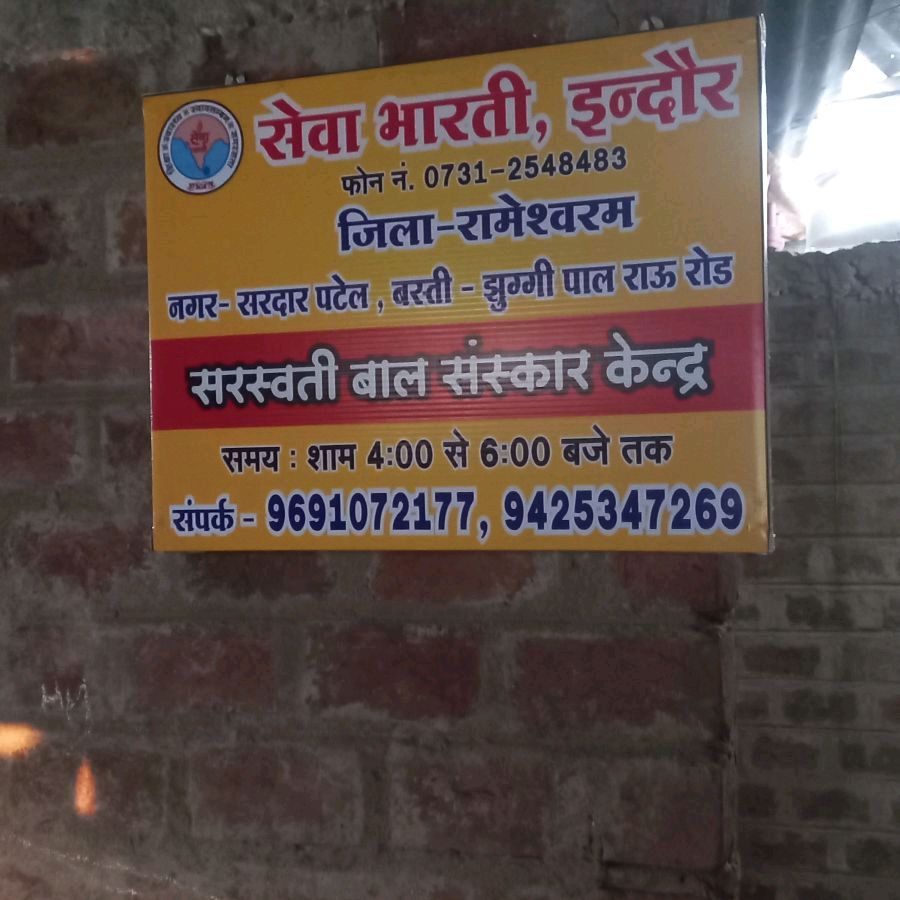 सेवा भारती, इन्दौर
फोन नं. 0731-2548483
जिला-रामेश्वरम
नगर- सरदार पटेल , बस्ती - झुग्गी पाल राऊ रोड
सरस्वती बाल संस्कार केन्द्र
समय : शाम 4:00 से 6:00 बजे तक
संपर्क - 9691072177, 9425347269